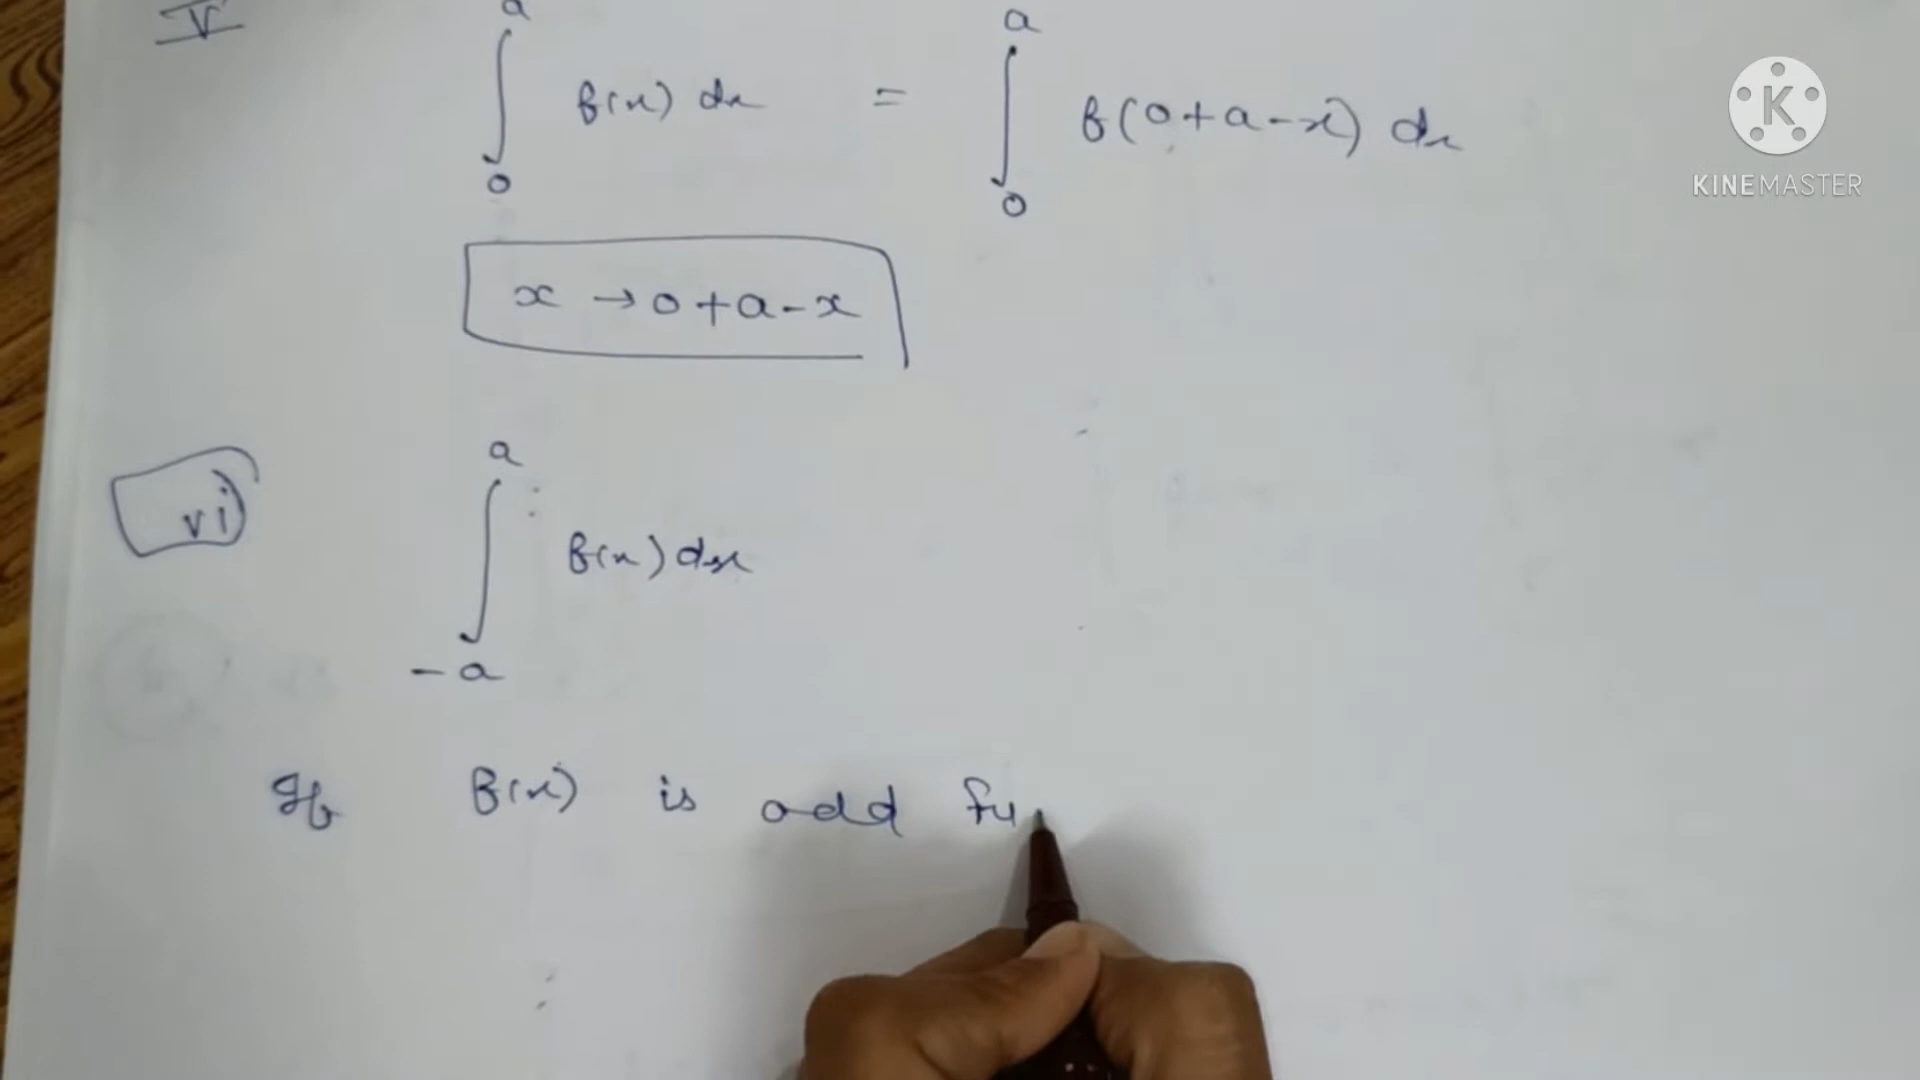 V
a a
∫ f(x) dx = ∫ f(0+a-x) dx
0 0
x → 0+a-x
vi)
a
∫ f(x) dx
-a
If f(x) is odd fu
KINEMASTER